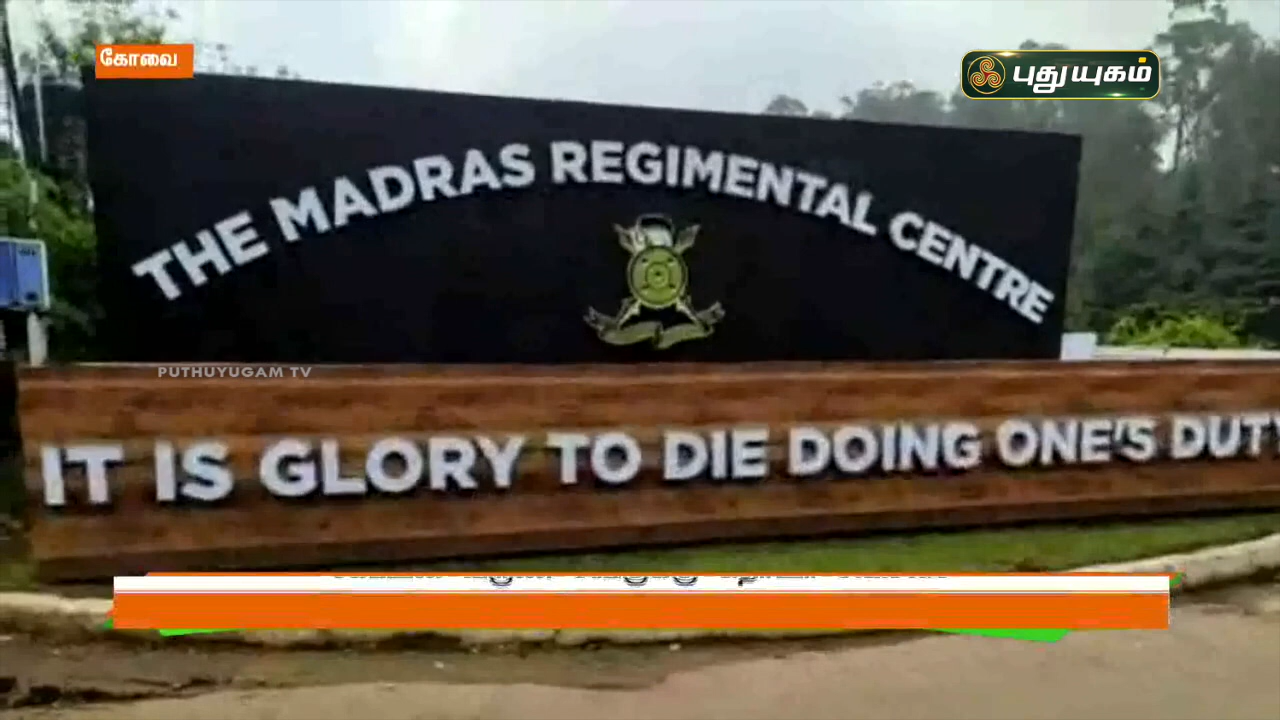 கோவை
புதுயுகம்
THE MADRAS REGIMENTAL CENTRE
PUTHUYUGAM TV
IT IS GLORY TO DIE DOING ONE'S DUTY